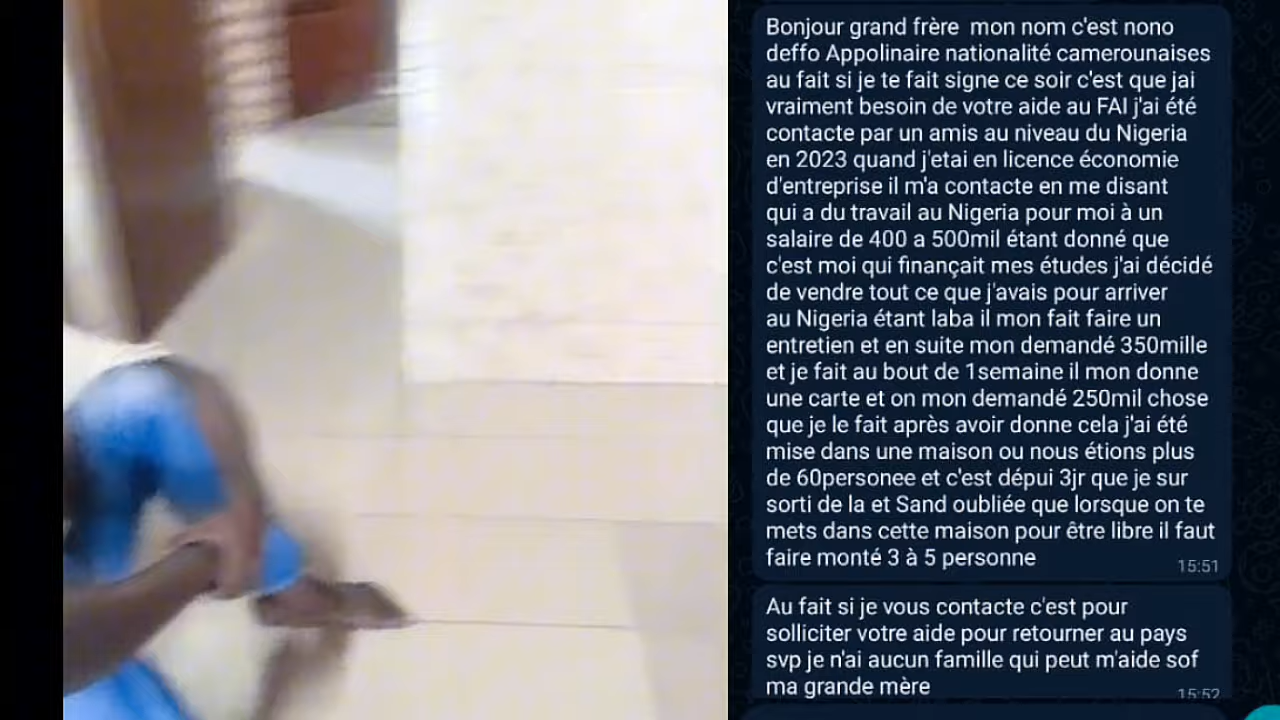 Bonjour grand frère mon nom c'est nono
deffo Appolinaire nationalité camerounaises
au fait si je te fait signe ce soir c'est que jai
vraiment besoin de votre aide au FAI j'ai été
contacte par un amis au niveau du Nigeria
en 2023 quand j'etai en licence économie
d'entreprise il m'a contacte en me disant
qui a du travail au Nigeria pour moi à un
salaire de 400 a 500mil étant donné que
c'est moi qui finançait mes études j'ai décidé
de vendre tout ce que j'avais pour arriver
au Nigeria étant laba il mon fait faire un
entretien et en suite mon demandé 350mille
et je fait au bout de 1semaine il mon donne
une carte et on mon demandé 250mil chose
que je le fait après avoir donne cela j'ai été
mise dans une maison ou nous étions plus
de 60personee et c'est dépui 3jr que je sur
sorti de la et Sand oubliée que lorsque on te
mets dans cette maison pour être libre il faut
faire monté 3 à 5 personne
15:51
Au fait si je vous contacte c'est pour
solliciter votre aide pour retourner au pays
svp je n'ai aucun famille qui peut m'aide sof
ma grande mère
15:52